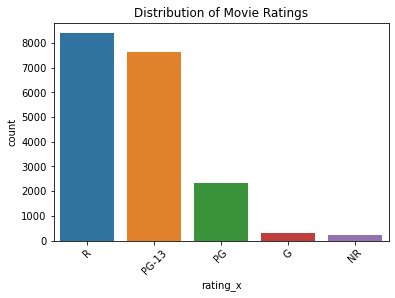 Distribution of Movie Ratings
count
8000
7000
6000
5000
4000
3000
2000
1000
0
R
PG-13
PG
G
NR
rating_x